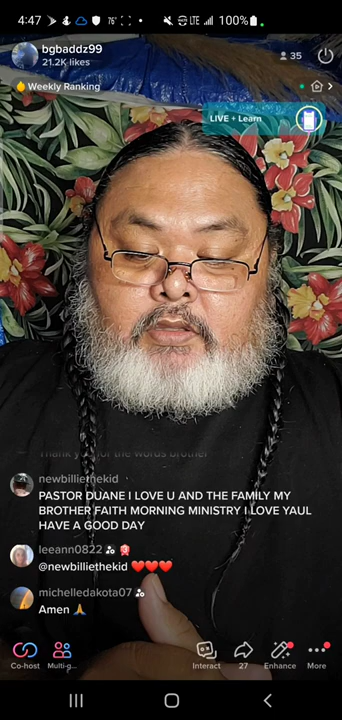 4:47 76° LTE 100%
bgbaddz99
21.2K likes
35
Weekly Ranking
LIVE + Learn
Thank you for the words brother
newbilliethekid
PASTOR DUANE I LOVE U AND THE FAMILY MY
BROTHER FAITH MORNING MINISTRY I LOVE YAUL
HAVE A GOOD DAY
leeann0822
@newbilliethekid ❤️❤️❤️
michelledakota07
Amen 🙏
Co-host Multi-g... Interact 27 Enhance More